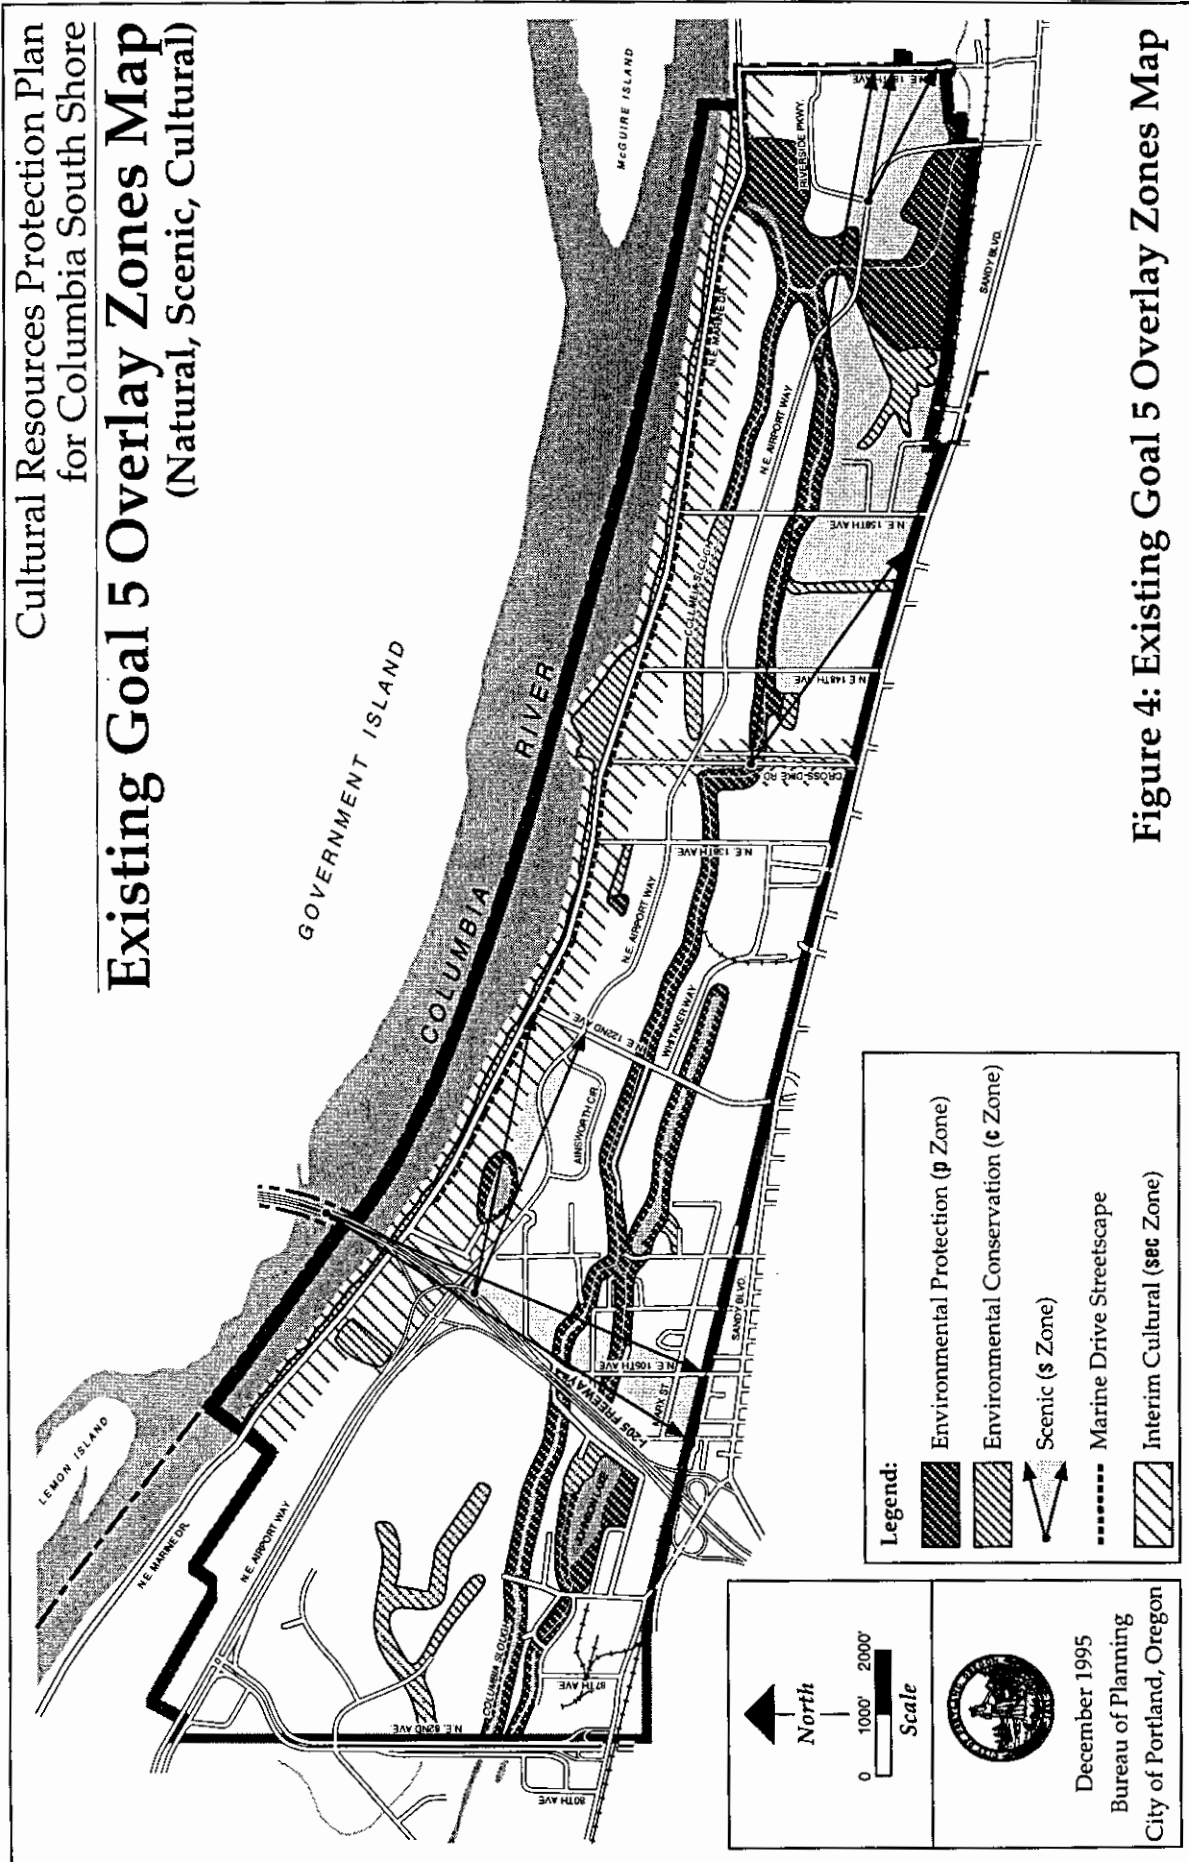 Cultural Resources Protection Plan
for Columbia South Shore
Existing Goal 5 Overlay Zones Map
(Natural, Scenic, Cultural)
LEMON ISLAND
GOVERNMENT ISLAND
McGUIRE ISLAND
COLUMBIA
RIVER
N.E. MARINE DR.
N.E. AIRPORT WAY
N.E. MARINE DR.
N.E. 82ND AVE.
80TH AVE
87TH AVE.
COLUMBIA SLOUGH
JOHNSON LAKE
I-205 FREEWAY
N.E. 105TH AVE
MARX ST.
SANDY BLVD.
AINSWORTH CIR.
N.E. 122ND AVE
WHITAKER WAY
N.E. AIRPORT WAY
N.E. 138TH AVE.
CROSS-DIKE RD
N.E. 148TH AVE.
N.E. 158TH AVE.
N.E. AIRPORT WAY
RIVERSIDE PKWY.
SANDY BLVD.
North
0 1000' 2000'
Scale
December 1995
Bureau of Planning
City of Portland, Oregon
Legend:
Environmental Protection (p Zone)
Environmental Conservation (c Zone)
Scenic (s Zone)
Marine Drive Streetscape
Interim Cultural (sec Zone)
Figure 4: Existing Goal 5 Overlay Zones Map